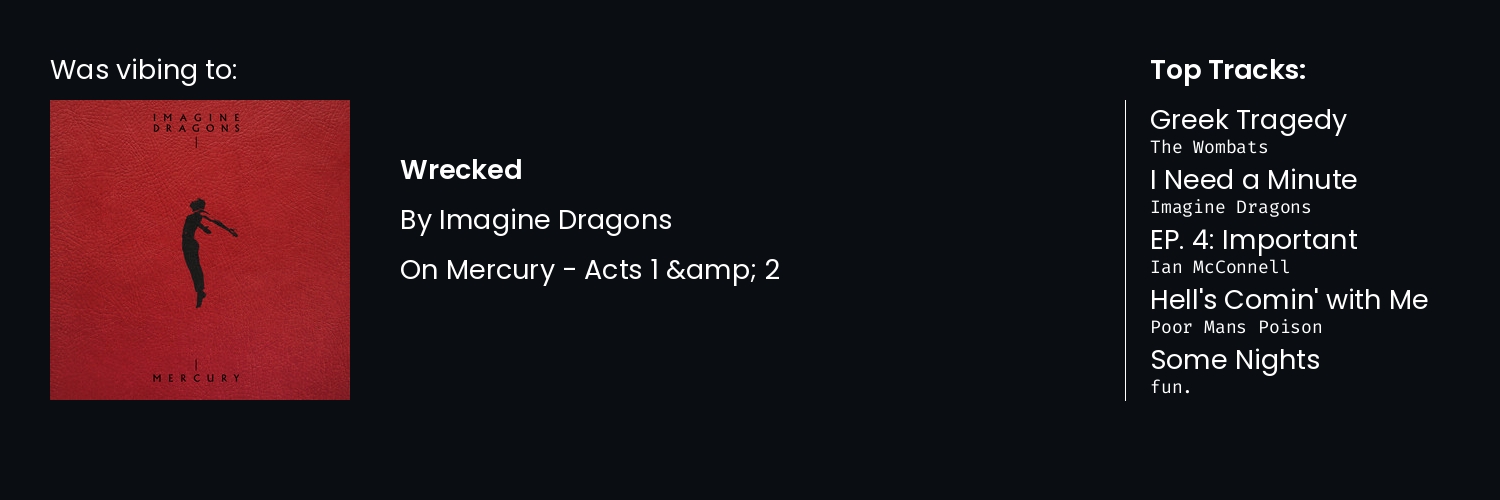 Was vibing to:
IMAGINE
DRAGONS
MERCURY
Wrecked
By Imagine Dragons
On Mercury - Acts 1 &amp; 2
Top Tracks:
Greek Tragedy
The Wombats
I Need a Minute
Imagine Dragons
EP. 4: Important
Ian McConnell
Hell's Comin' with Me
Poor Mans Poison
Some Nights
fun.